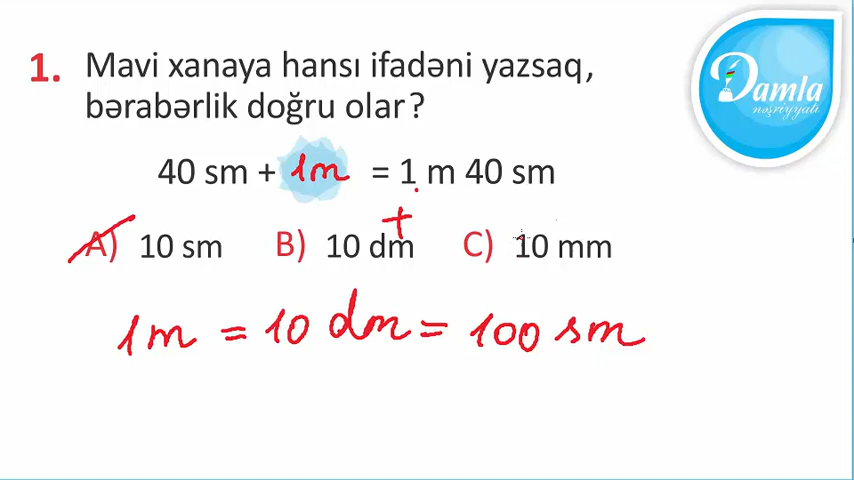 1. Mavi xanaya hansı ifadəni yazsaq,
bərabərlik doğru olar?
Damla
nəşriyyatı
40 sm + 1m = 1 m 40 sm
+
A) 10 sm B) 10 dm C) 10 mm
1m = 10 dm = 100 sm